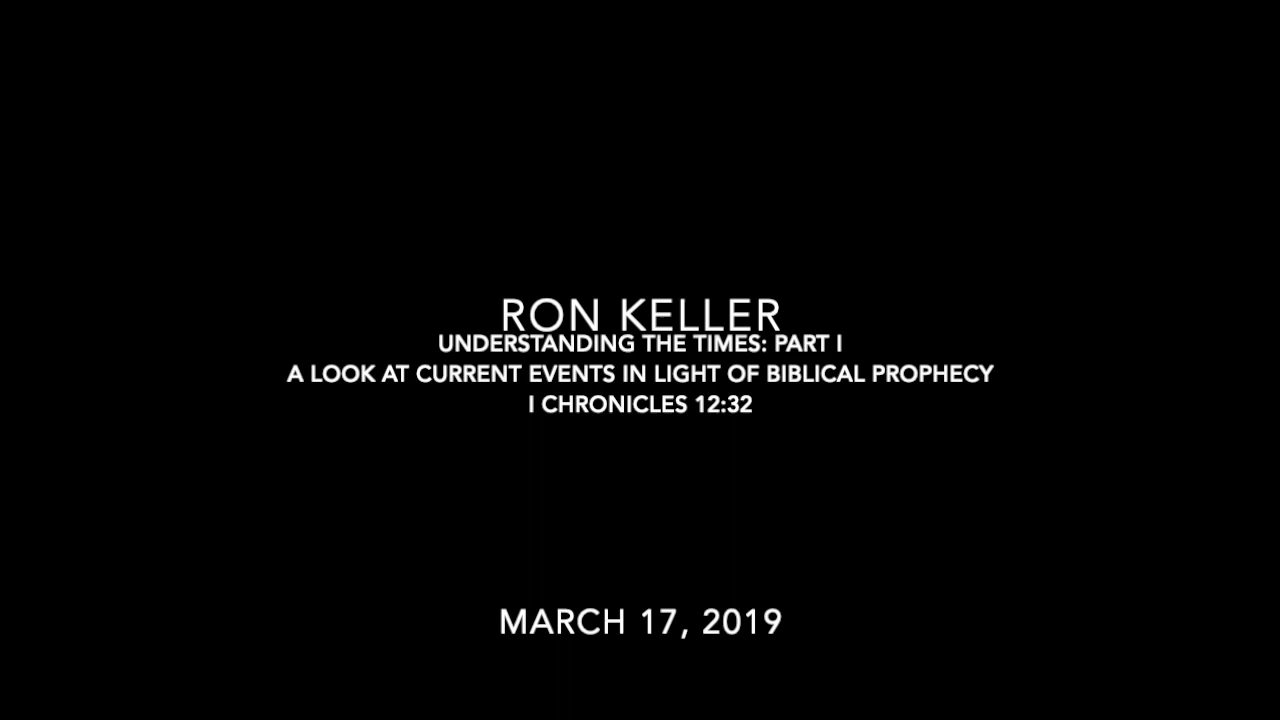 RON KELLER
UNDERSTANDING THE TIMES: PART I
A LOOK AT CURRENT EVENTS IN LIGHT OF BIBLICAL PROPHECY
I CHRONICLES 12:32
MARCH 17, 2019